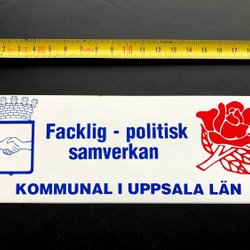 Facklig - politisk
samverkan
KOMMUNAL I UPPSALA LÄN